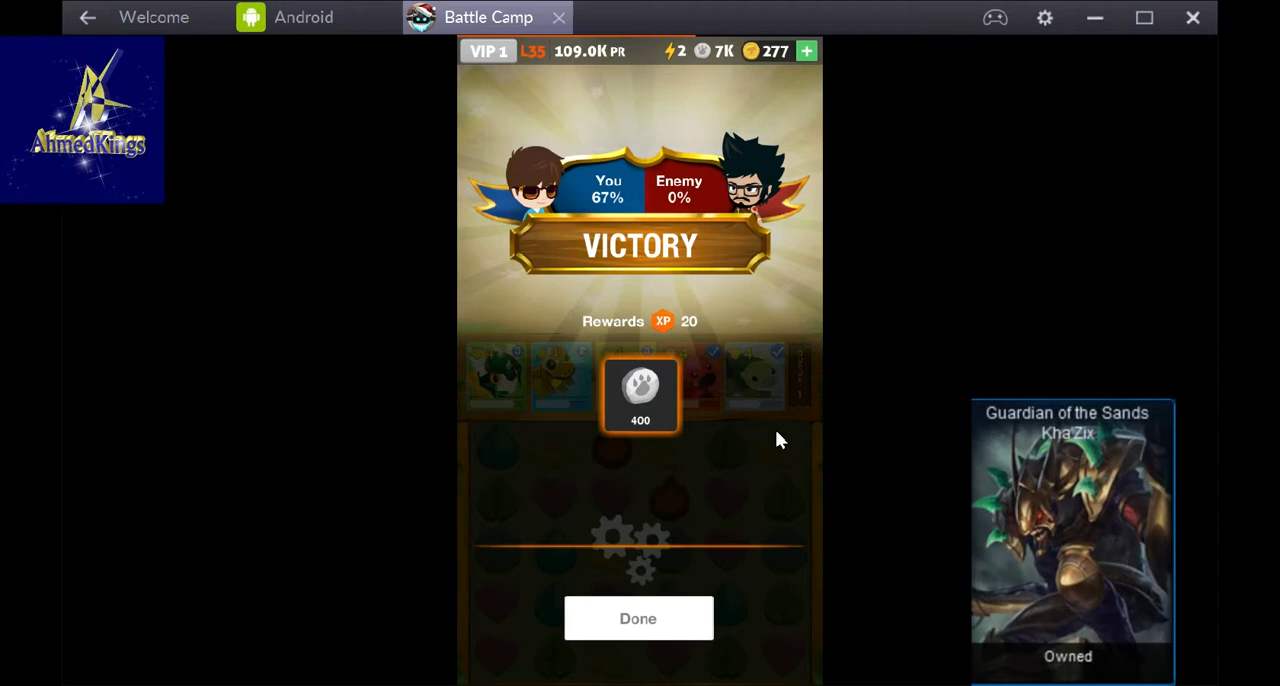 Welcome
Android
Battle Camp
AhmedKings
VIP 1 L35 109.0K PR 2 7K 277 +
You
67%
Enemy
0%
VICTORY
Rewards XP 20
400
Done
Guardian of the Sands
Kha'Zix
Owned